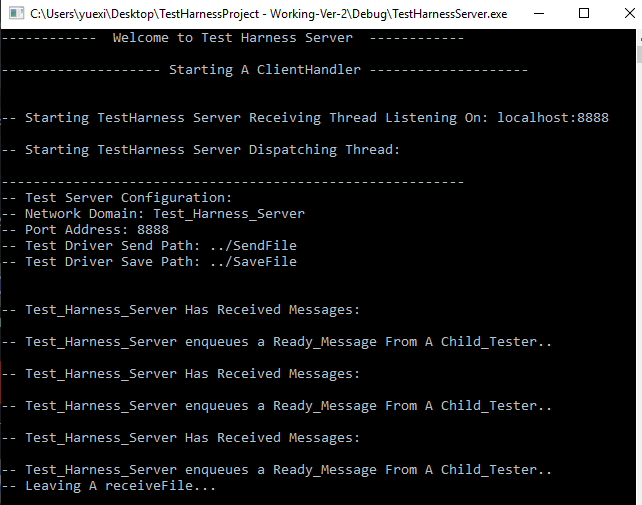 C:\Users\yuexi\Desktop\TestHarnessProject - Working-Ver-2\Debug\TestHarnessServer.exe
------------  Welcome to Test Harness Server  ------------
-------------------- Starting A ClientHandler --------------------
-- Starting TestHarness Server Receiving Thread Listening On: localhost:8888
-- Starting TestHarness Server Dispatching Thread:
----------------------------------------------------------
-- Test Server Configuration:
-- Network Domain: Test_Harness_Server
-- Port Address: 8888
-- Test Driver Send Path: ../SendFile
-- Test Driver Save Path: ../SaveFile
-- Test_Harness_Server Has Received Messages:
-- Test_Harness_Server enqueues a Ready_Message From A Child_Tester..
-- Test_Harness_Server Has Received Messages:
-- Test_Harness_Server enqueues a Ready_Message From A Child_Tester..
-- Test_Harness_Server Has Received Messages:
-- Test_Harness_Server enqueues a Ready_Message From A Child_Tester..
-- Leaving A receiveFile...